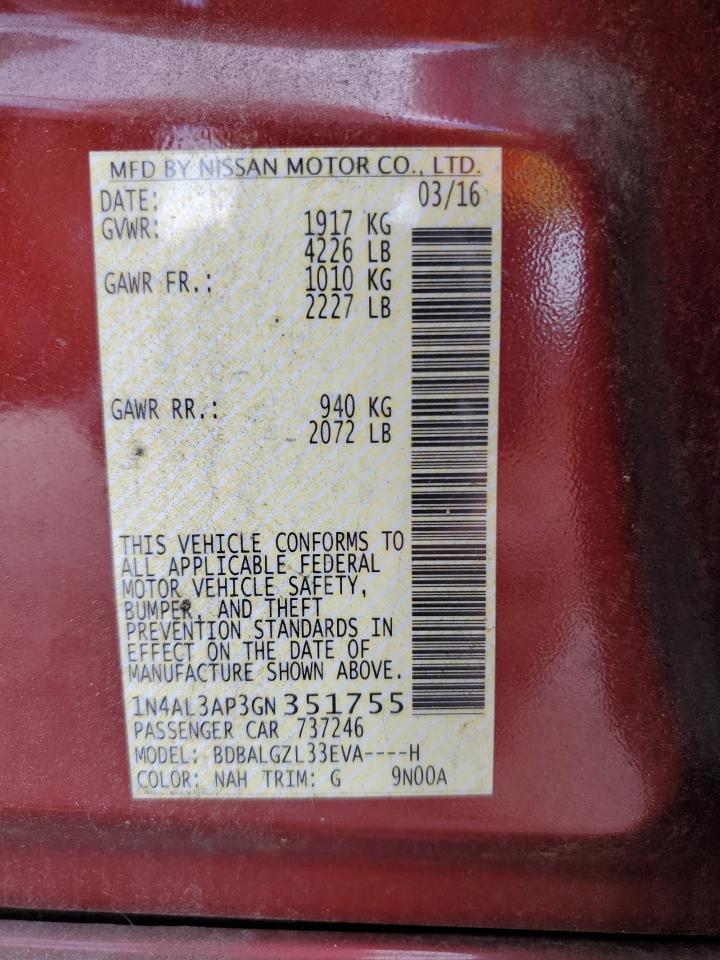 MFD BY NISSAN MOTOR CO., LTD.
DATE: 03/16
GVWR: 1917 KG
4226 LB
GAWR FR.: 1010 KG
2227 LB
GAWR RR.: 940 KG
2072 LB
THIS VEHICLE CONFORMS TO
ALL APPLICABLE FEDERAL
MOTOR VEHICLE SAFETY,
BUMPER, AND THEFT
PREVENTION STANDARDS IN
EFFECT ON THE DATE OF
MANUFACTURE SHOWN ABOVE.
1N4AL3AP3GN351755
PASSENGER CAR 737246
MODEL: BDBALGZL33EVA----H
COLOR: NAH TRIM: G 9N00A